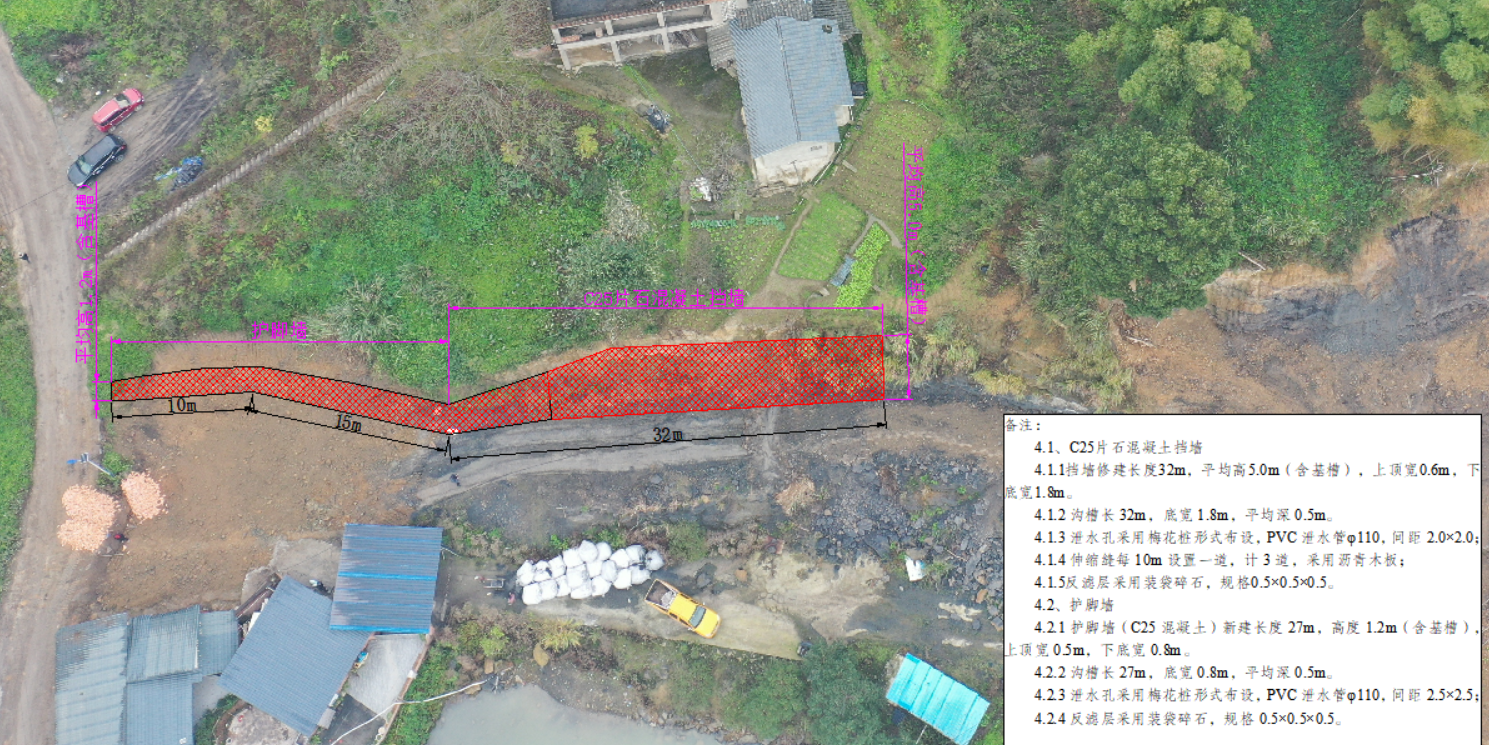 平均高1.2m（含基槽
平均高5.0m（含基槽）
C25片石混凝土挡墙
护脚墙
10m
15m
32m
备注：
4.1、C25片石混凝土挡墙
4.1.1挡墙修建长度32m，平均高5.0m（含基槽），上顶宽0.6m，下
底宽1.8m。
4.1.2 沟槽长 32m，底宽 1.8m，平均深 0.5m。
4.1.3 泄水孔采用梅花桩形式布设，PVC 泄水管φ110，间距 2.0×2.0；
4.1.4 伸缩缝每 10m 设置一道，计 3 道，采用沥青木板；
4.1.5反滤层采用装袋碎石，规格0.5×0.5×0.5。
4.2、护脚墙
4.2.1 护脚墙（C25 混凝土）新建长度 27m，高度 1.2m（含基槽），
上顶宽 0.5m，下底宽 0.8m。
4.2.2 沟槽长 27m，底宽 0.8m，平均深 0.5m。
4.2.3 泄水孔采用梅花桩形式布设，PVC 泄水管φ110，间距 2.5×2.5；
4.2.4 反滤层采用装袋碎石，规格 0.5×0.5×0.5。